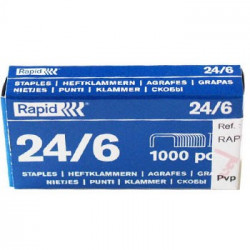 24/6
STAPLES / HEFTKLAMMERN / AGRAFES / GRAPAS
NIETJES / PUNTI / KLAMMER / СКОБЫ
Rapid
24/6
24/6
1000 pc
Ref.
RAP
Pvp
STAPLES / HEFTKLAMMERN / AGRAFES / GRAPAS
NIETJES / PUNTI / KLAMMER / СКОБЫ